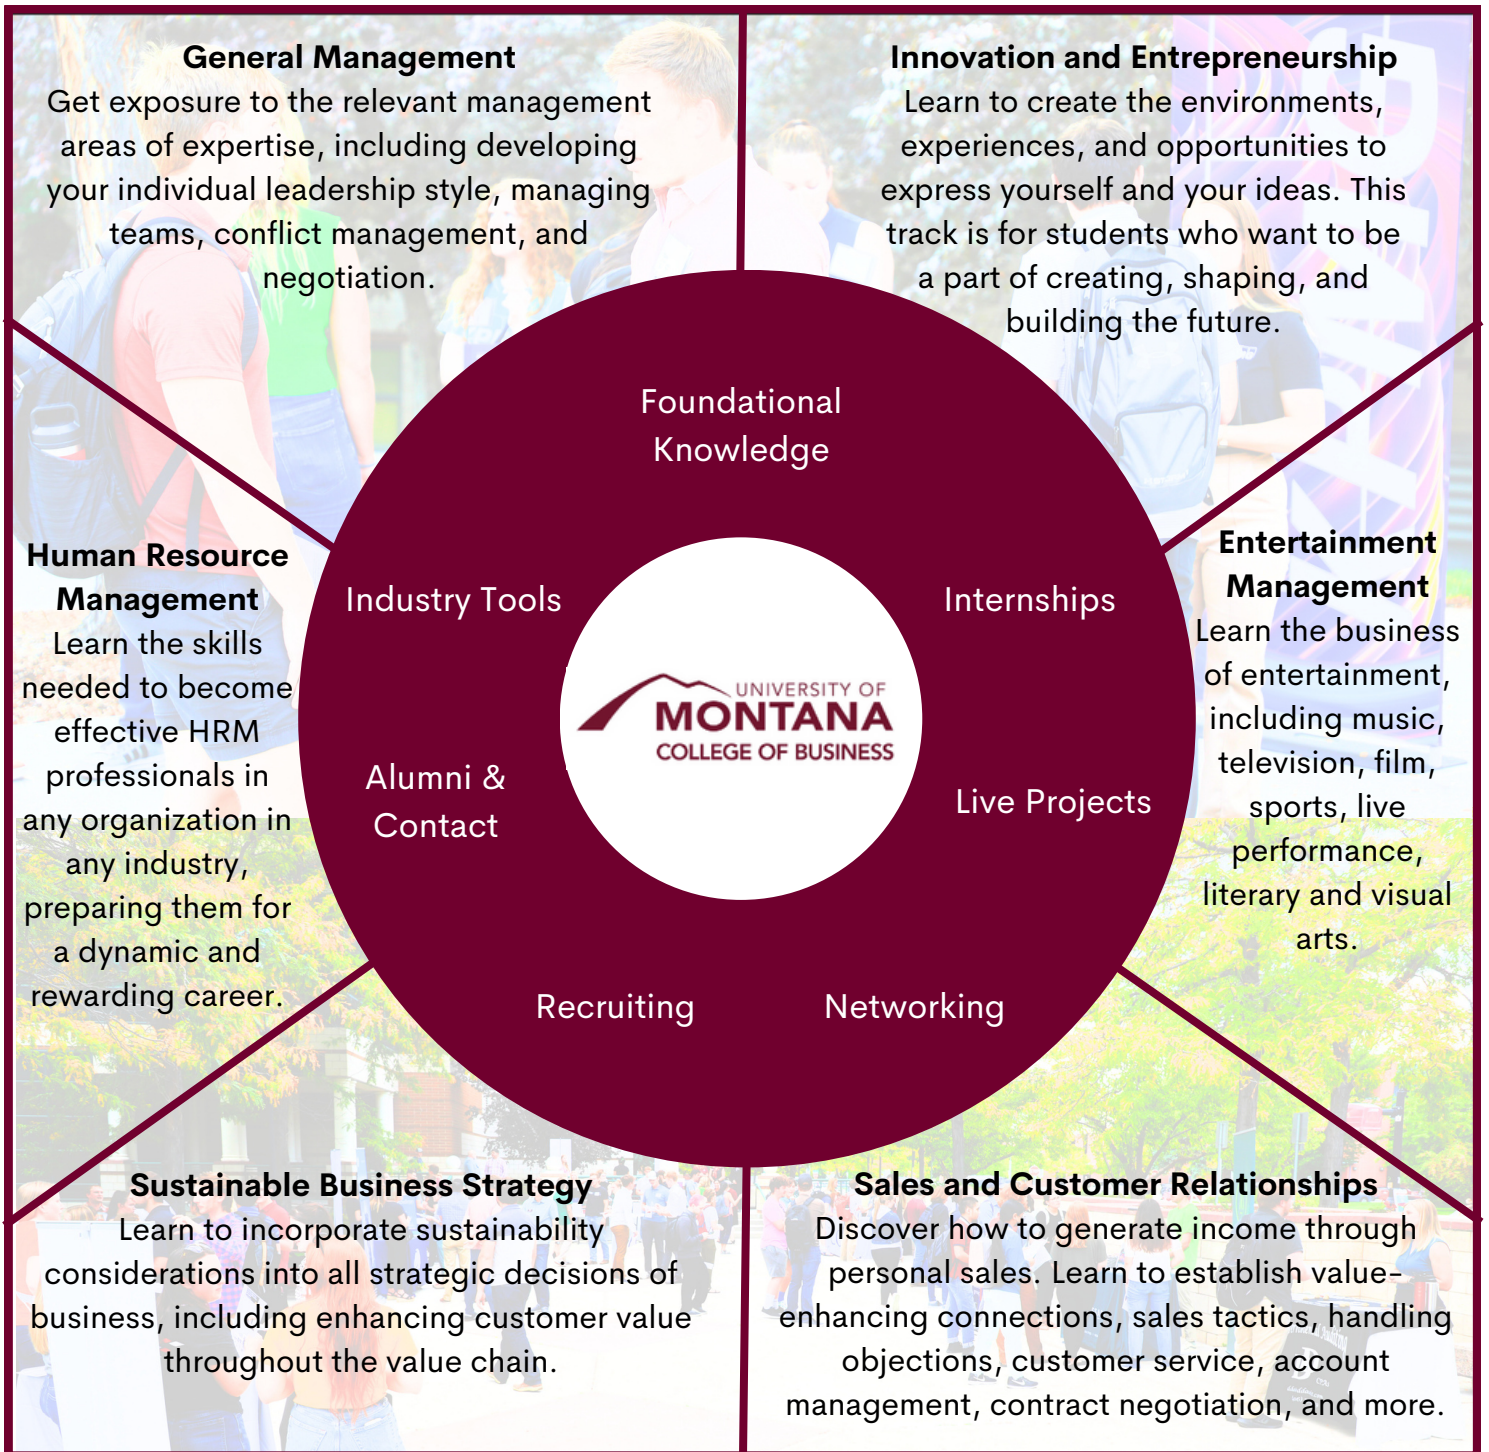 General Management
Get exposure to the relevant management
areas of expertise, including developing
your individual leadership style, managing
teams, conflict management, and
negotiation.
Innovation and Entrepreneurship
Learn to create the environments,
experiences, and opportunities to
express yourself and your ideas. This
track is for students who want to be
a part of creating, shaping, and
building the future.
Foundational
Knowledge
Industry Tools
Internships
Alumni &
Contact
Live Projects
Recruiting
Networking
UNIVERSITY OF
MONTANA
COLLEGE OF BUSINESS
Human Resource
Management
Learn the skills
needed to become
effective HRM
professionals in
any organization in
any industry,
preparing them for
a dynamic and
rewarding career.
Entertainment
Management
Learn the business
of entertainment,
including music,
television, film,
sports, live
performance,
literary and visual
arts.
Sustainable Business Strategy
Learn to incorporate sustainability
considerations into all strategic decisions of
business, including enhancing customer value
throughout the value chain.
Sales and Customer Relationships
Discover how to generate income through
personal sales. Learn to establish value-
enhancing connections, sales tactics, handling
objections, customer service, account
management, contract negotiation, and more.